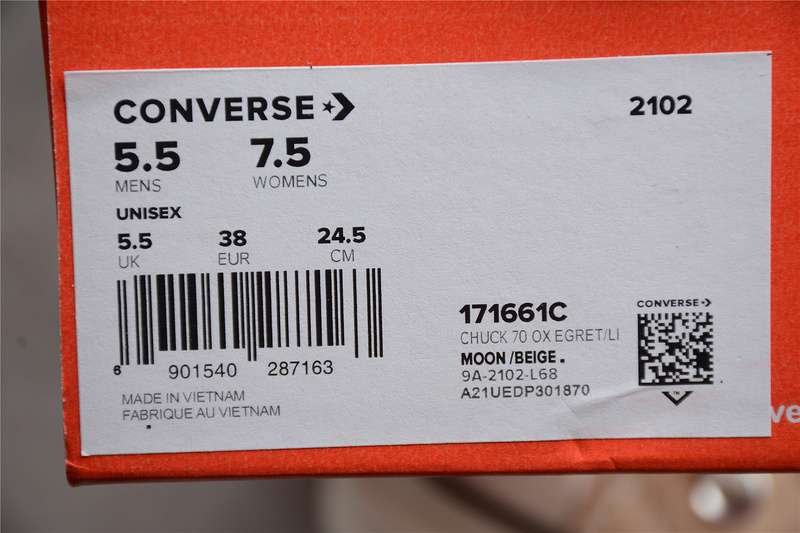 CONVERSE
2102
5.5 7.5
MENS WOMENS
UNISEX
5.5 38 24.5
UK EUR CM
6 901540 287163
MADE IN VIETNAM
FABRIQUE AU VIETNAM
171661C
CHUCK 70 OX EGRET/LI
MOON /BEIGE .
9A-2102-L68
A21UEDP301870
CONVERSE
TM
ve